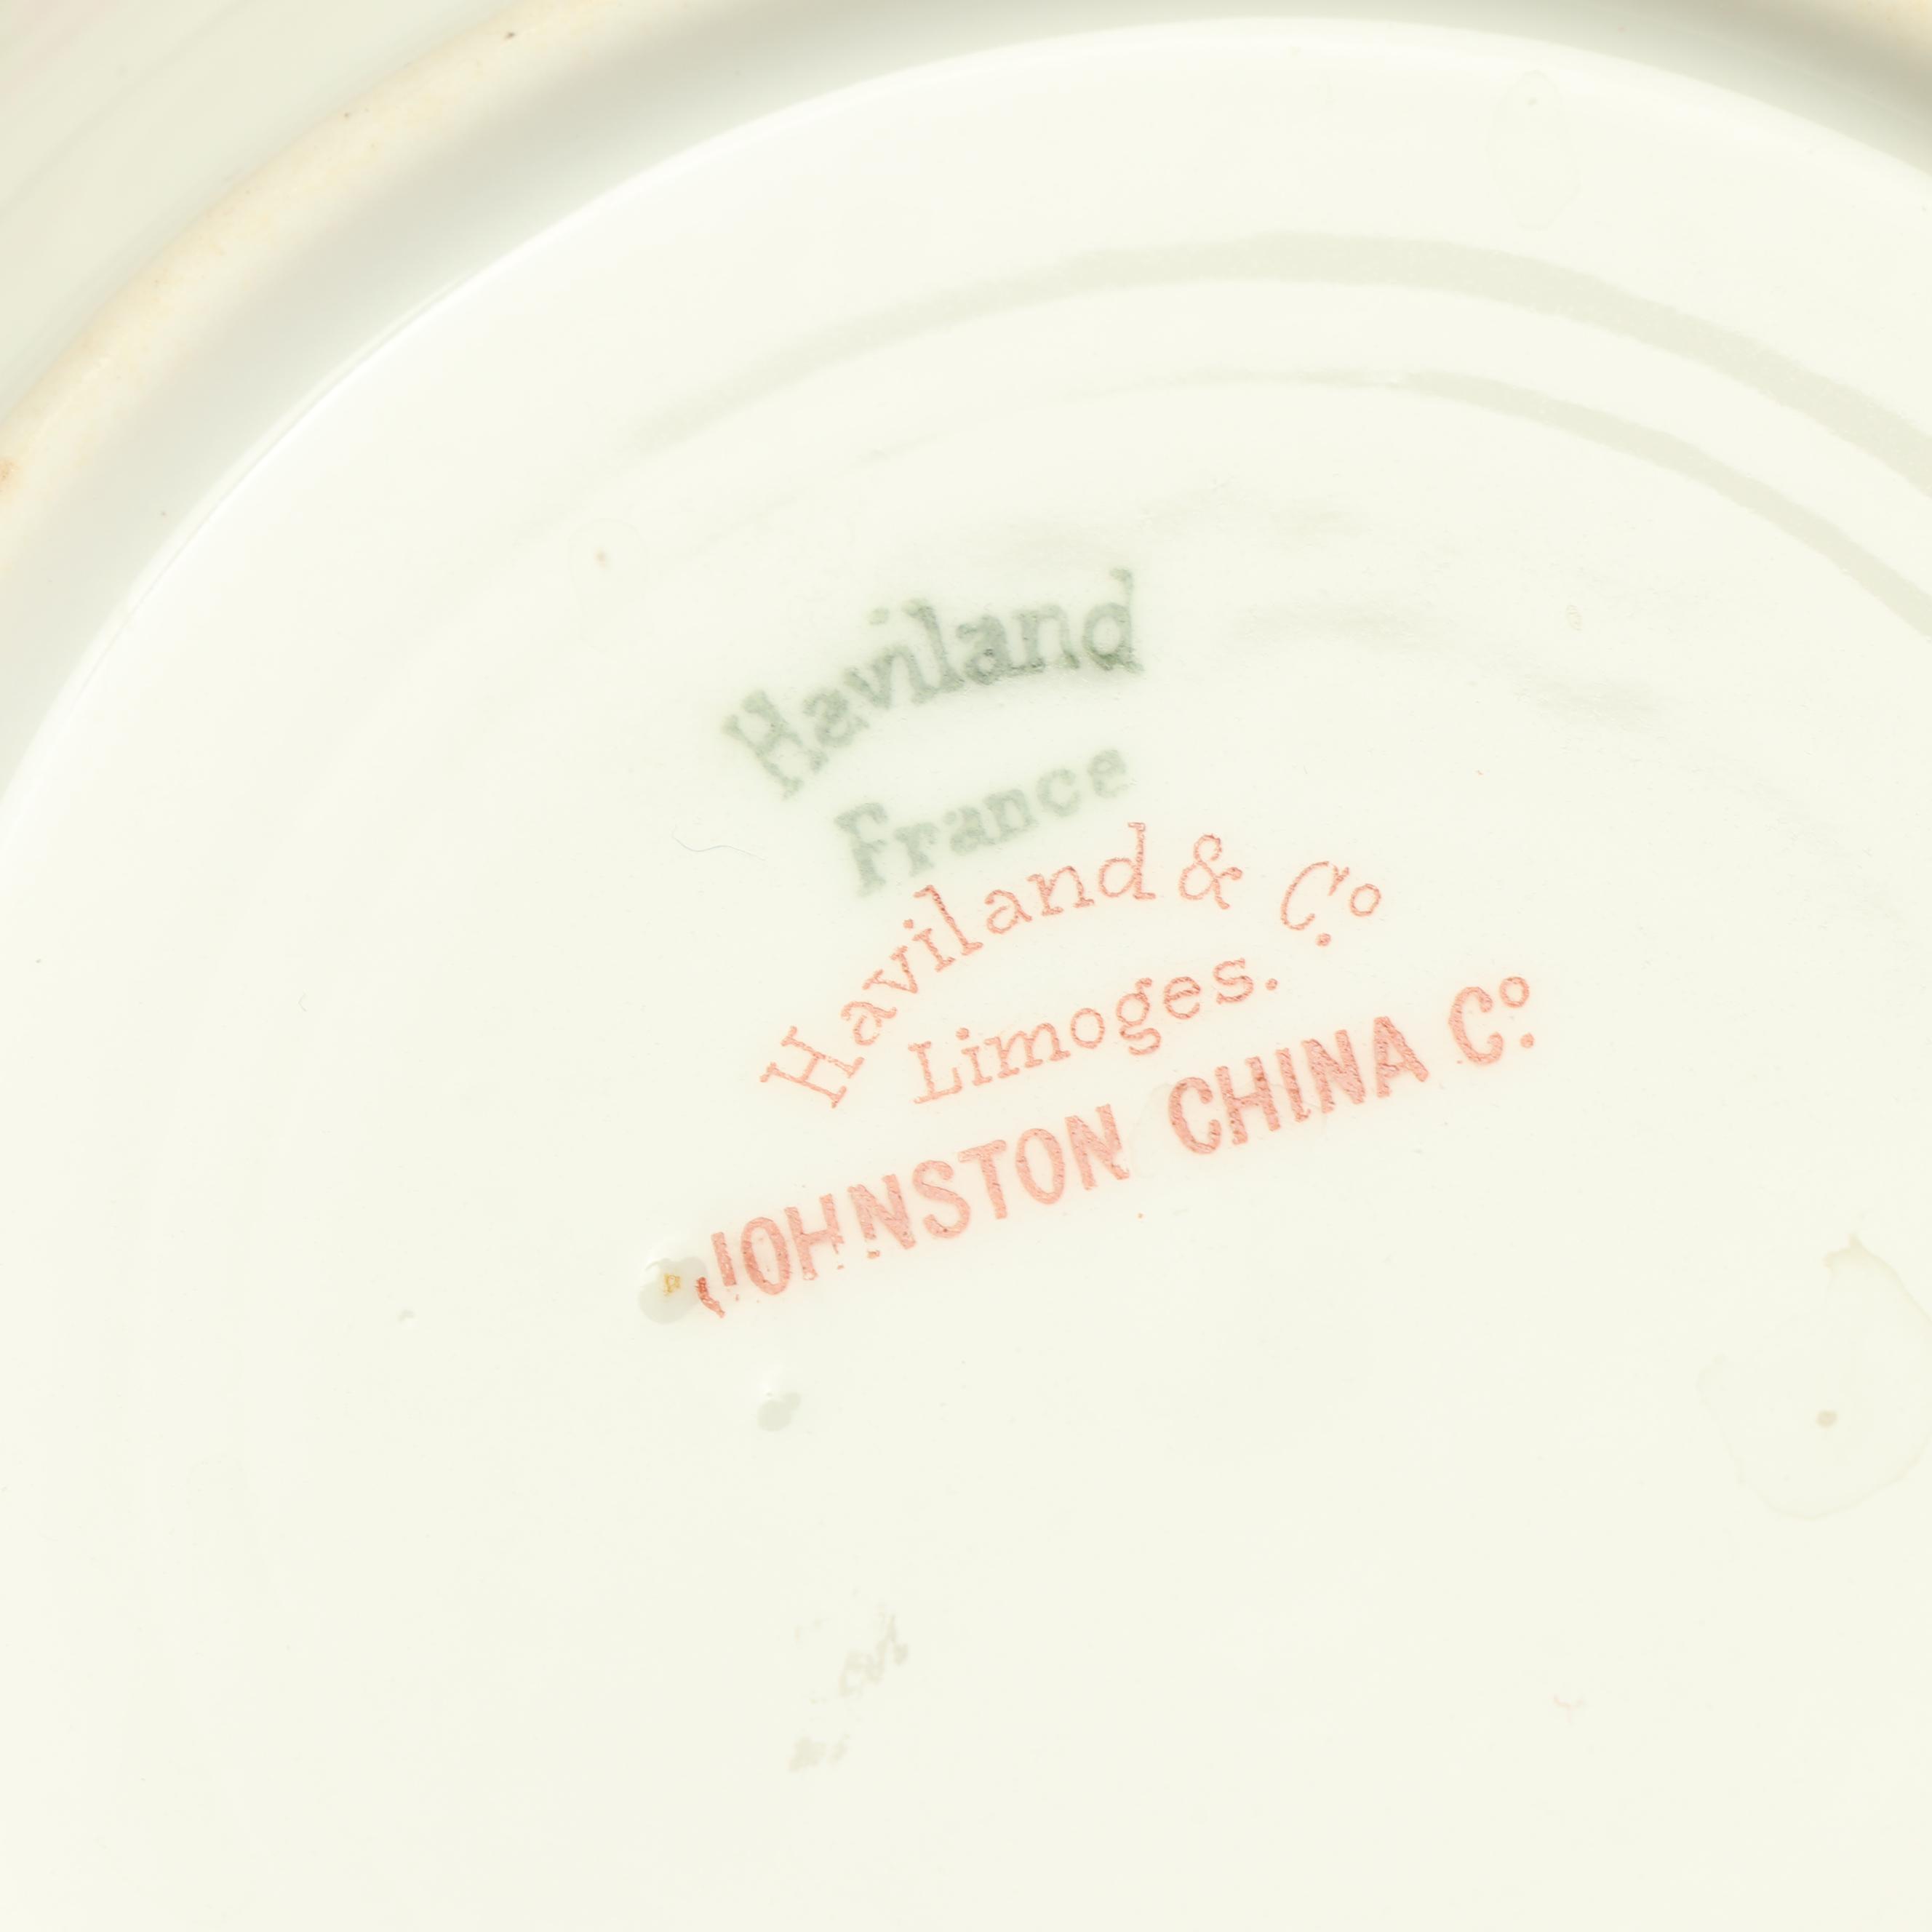 Haviland
France
Haviland & Co.
Limoges.
JOHNSTON CHINA Co.